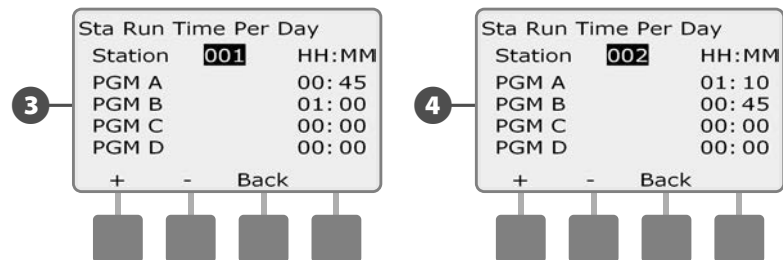 Sta Run Time Per Day
Station 001 HH:MM
PGM A 00:45
PGM B 01:00
PGM C 00:00
PGM D 00:00
+ - Back
3
Sta Run Time Per Day
Station 002 HH:MM
PGM A 01:10
PGM B 00:45
PGM C 00:00
PGM D 00:00
+ - Back
4